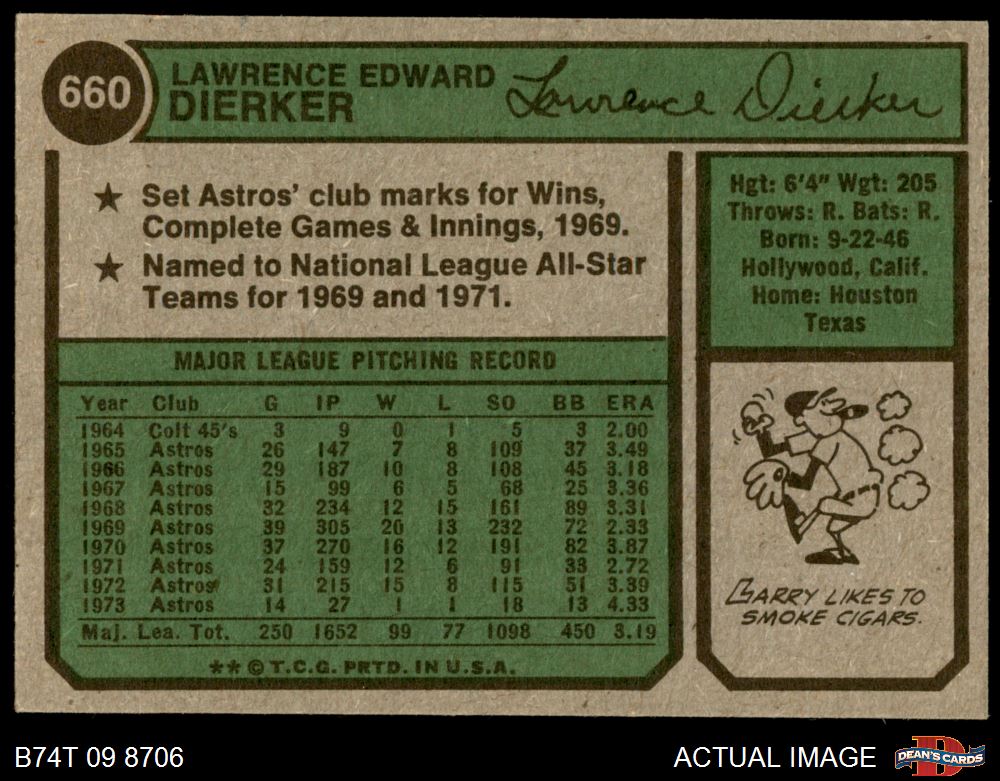 660
LAWRENCE EDWARD
DIERKER
Lawrence Dierker
★ Set Astros' club marks for Wins,
Complete Games & Innings, 1969.
★ Named to National League All-Star
Teams for 1969 and 1971.
Hgt: 6'4" Wgt: 205
Throws: R. Bats: R.
Born: 9-22-46
Hollywood, Calif.
Home: Houston
Texas
MAJOR LEAGUE PITCHING RECORD
Year Club G IP W L SO BB ERA
1964 Colt 45's 3 9 0 1 5 3 2.00
1965 Astros 26 147 7 8 109 37 3.49
1966 Astros 29 187 10 8 108 45 3.18
1967 Astros 15 99 6 5 68 25 3.36
1968 Astros 32 234 12 15 161 89 3.31
1969 Astros 39 305 20 13 232 72 2.33
1970 Astros 37 270 16 12 191 82 3.87
1971 Astros 24 159 12 6 91 33 2.72
1972 Astros 31 215 15 8 115 51 3.39
1973 Astros 14 27 1 1 18 13 4.33
Maj. Lea. Tot. 250 1652 99 77 1098 450 3.19
** © T.C.G. PRTD. IN U.S.A.
LARRY LIKES TO
SMOKE CIGARS.
B74T 09 8706
ACTUAL IMAGE
D
DEAN'S CARDS